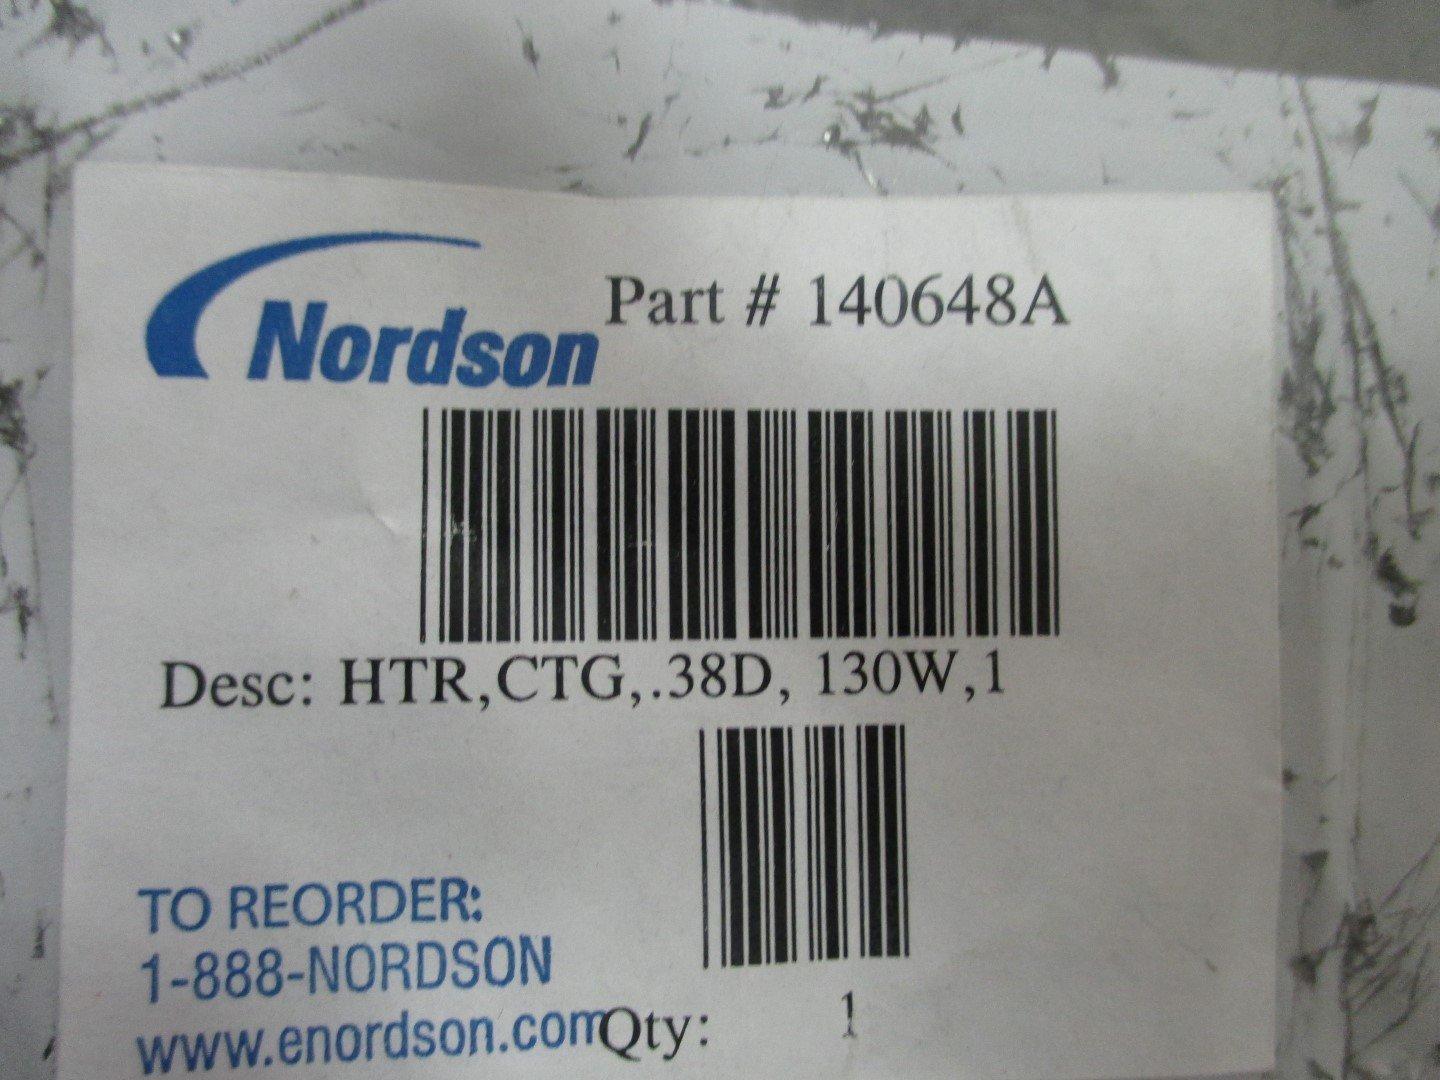 Nordson
Part # 140648A
Desc: HTR,CTG,.38D, 130W,1
TO REORDER:
1-888-NORDSON
www.enordson.com
Qty: 1